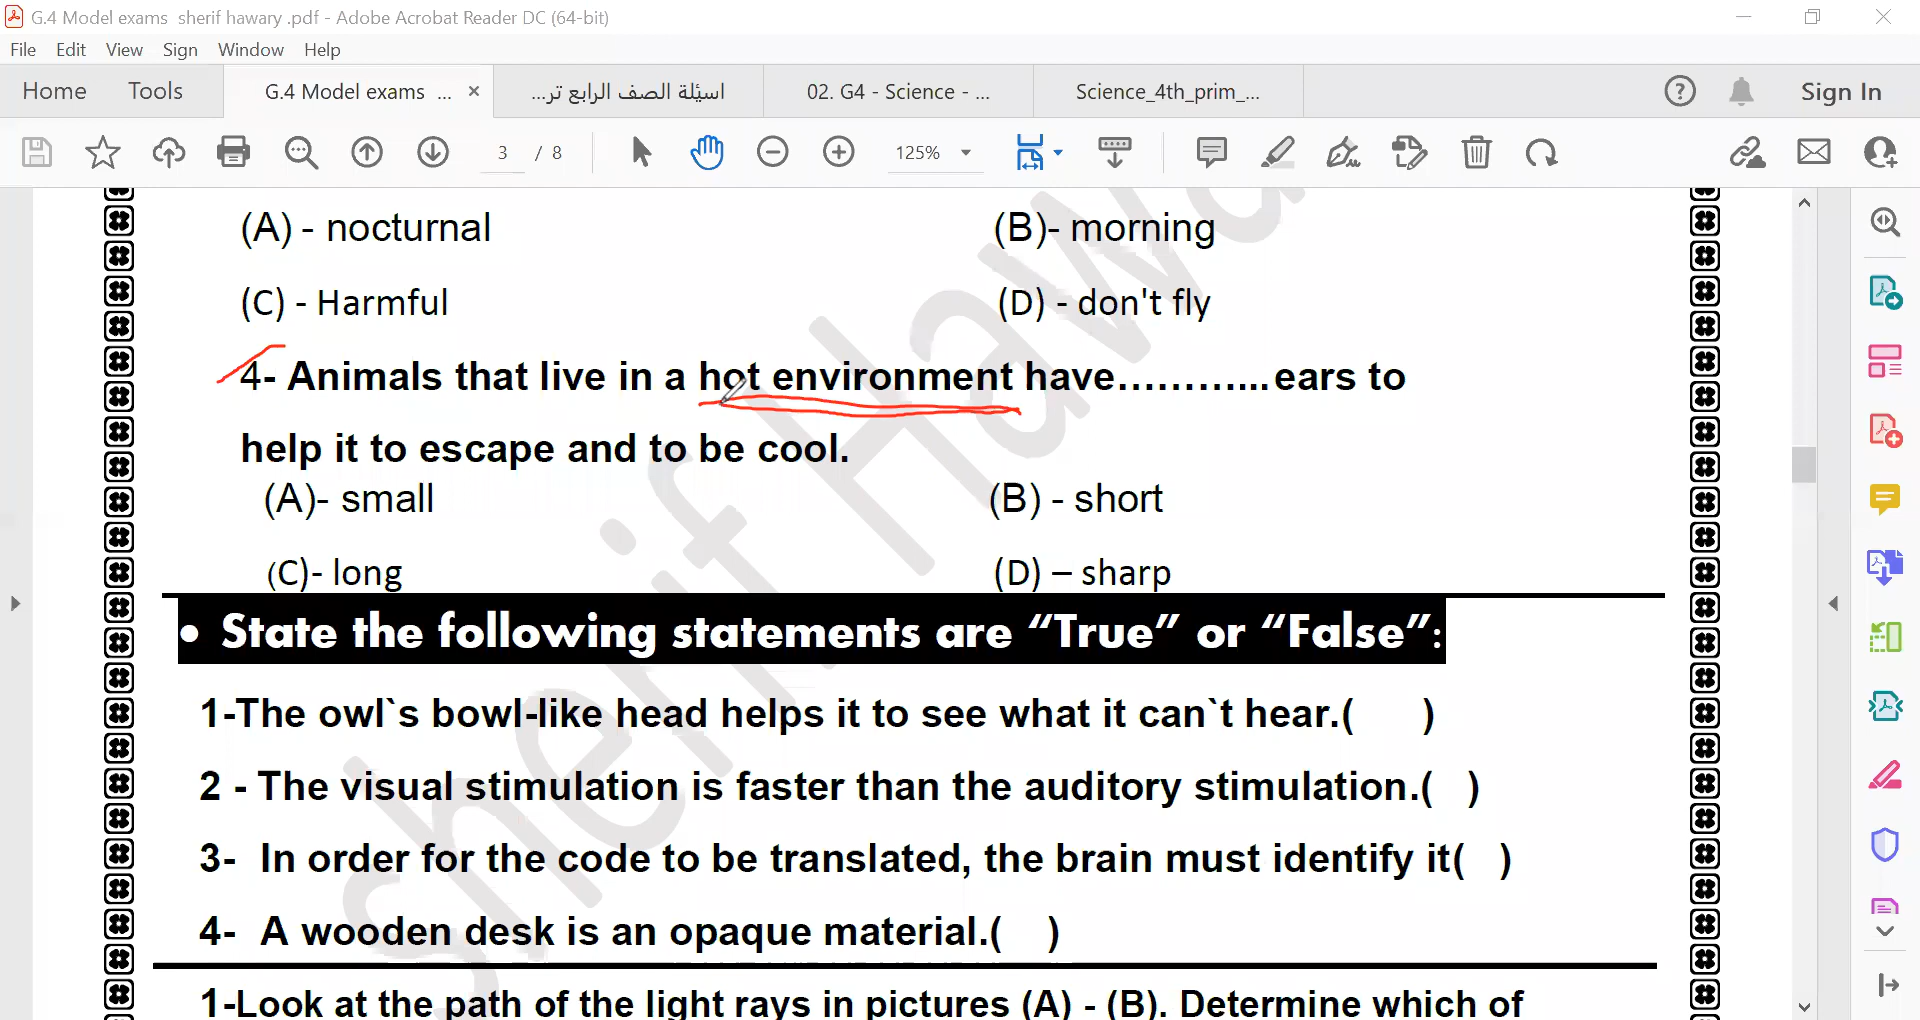 G.4 Model exams  sherif hawary .pdf - Adobe Acrobat Reader DC (64-bit)
File Edit View Sign Window Help
Home Tools G.4 Model exams ... × اسئلة الصف الرابع تر... 02. G4 - Science - ... Science_4th_prim_... Sign In
3 / 8 125%
(A) - nocturnal (B)- morning
(C) - Harmful (D) - don't fly
4- Animals that live in a hot environment have………….ears to
help it to escape and to be cool.
(A)- small (B) - short
(C)- long (D) – sharp
• State the following statements are “True” or “False”:
1-The owl`s bowl-like head helps it to see what it can`t hear.( )
2 - The visual stimulation is faster than the auditory stimulation.( )
3- In order for the code to be translated, the brain must identify it( )
4- A wooden desk is an opaque material.( )
1-Look at the path of the light rays in pictures (A) - (B). Determine which of
sherif Hawa